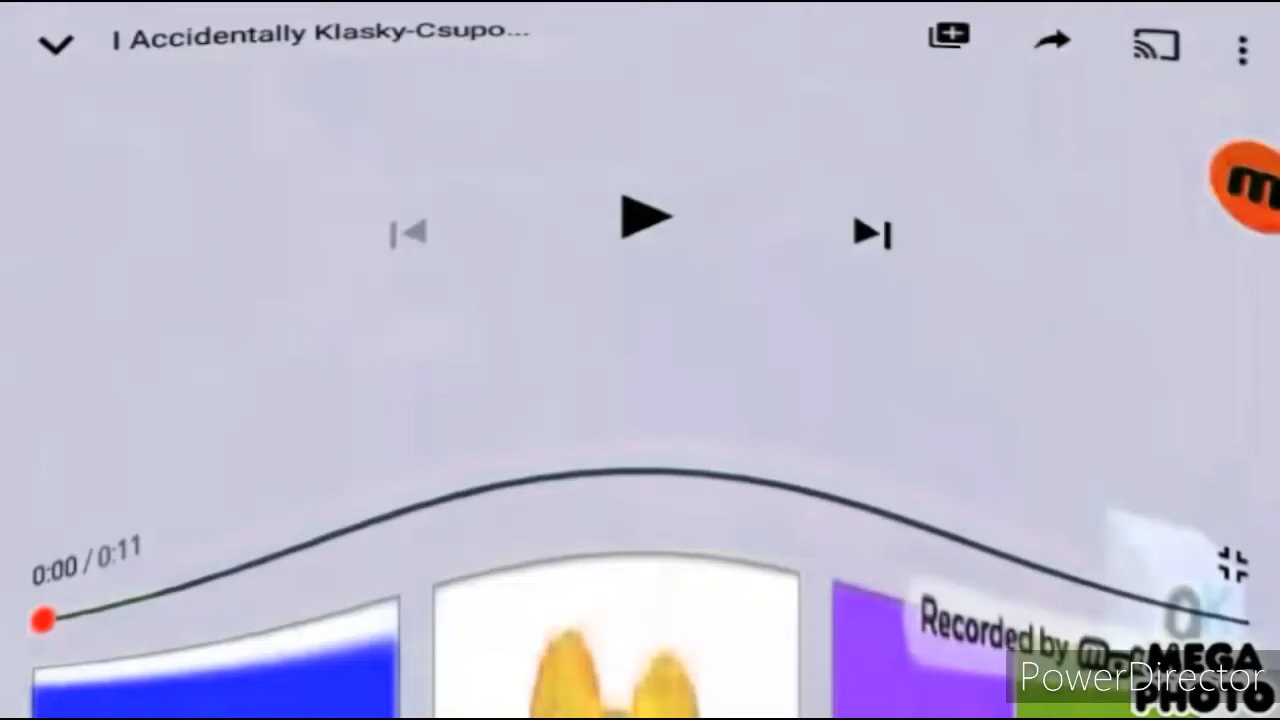 I Accidentally Klasky-Csupo...
m
0:00 / 0:11
Recorded by
MEGA
PHOTO
PowerDirector